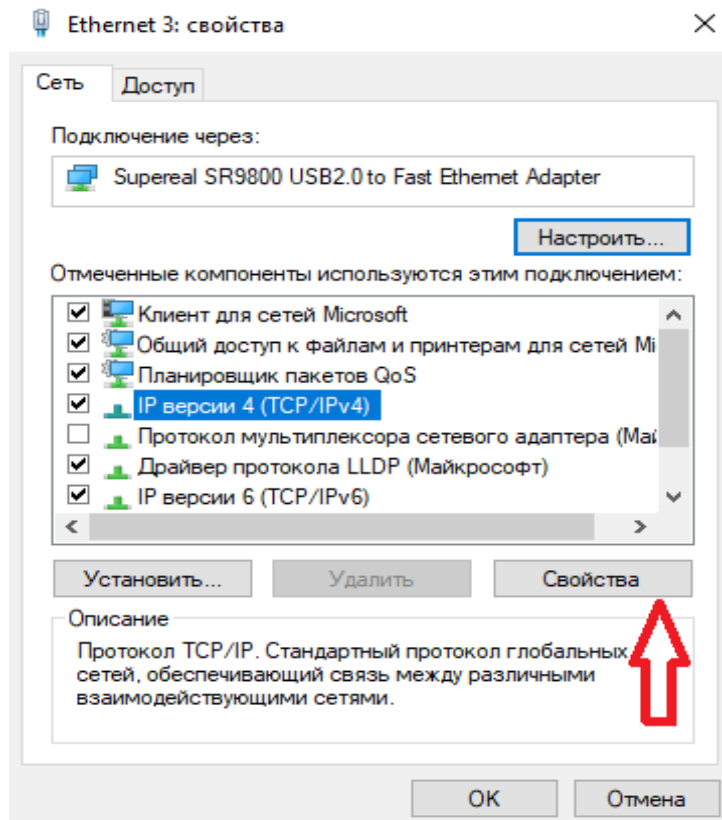 Ethernet 3: свойства
Сеть
Доступ
Подключение через:
Supereal SR9800 USB2.0 to Fast Ethernet Adapter
Настроить...
Отмеченные компоненты используются этим подключением:
Клиент для сетей Microsoft
Общий доступ к файлам и принтерам для сетей Mi
Планировщик пакетов QoS
IP версии 4 (TCP/IPv4)
Протокол мультиплексора сетевого адаптера (Май
Драйвер протокола LLDP (Майкрософт)
IP версии 6 (TCP/IPv6)
Установить...
Удалить
Свойства
Описание
Протокол TCP/IP. Стандартный протокол глобальных
сетей, обеспечивающий связь между различными
взаимодействующими сетями.
OK
Отмена